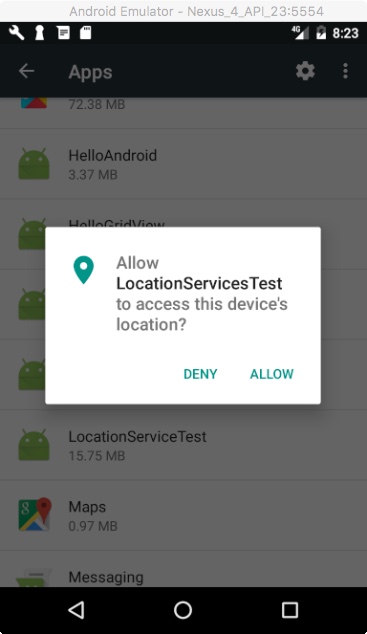 Android Emulator - Nexus_4_API_23:5554
4G 8:23
Apps
72.38 MB
HelloAndroid
3.37 MB
HelloGridView
Allow
LocationServicesTest
to access this device's
location?
DENY ALLOW
LocationServiceTest
15.75 MB
Maps
0.97 MB
Messaging